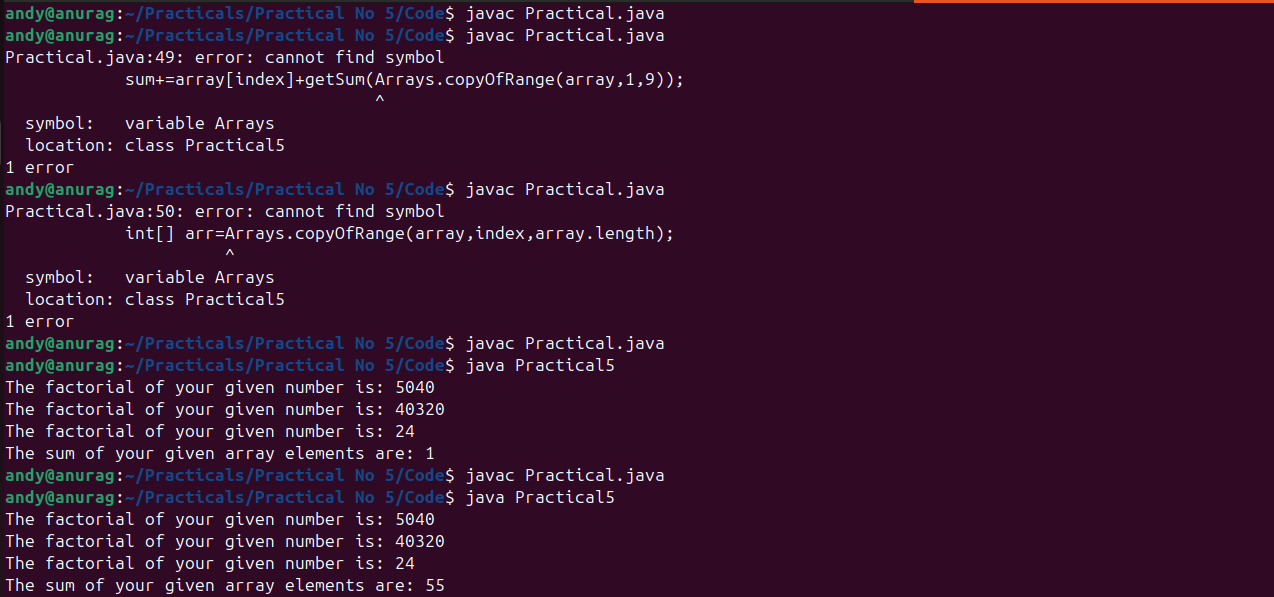 andy@anurag:~/Practicals/Practical No 5/Code$ javac Practical.java
andy@anurag:~/Practicals/Practical No 5/Code$ javac Practical.java
Practical.java:49: error: cannot find symbol
            sum+=array[index]+getSum(Arrays.copyOfRange(array,1,9));
                                     ^
  symbol:   variable Arrays
  location: class Practical5
1 error
andy@anurag:~/Practicals/Practical No 5/Code$ javac Practical.java
Practical.java:50: error: cannot find symbol
            int[] arr=Arrays.copyOfRange(array,index,array.length);
                      ^
  symbol:   variable Arrays
  location: class Practical5
1 error
andy@anurag:~/Practicals/Practical No 5/Code$ javac Practical.java
andy@anurag:~/Practicals/Practical No 5/Code$ java Practical5
The factorial of your given number is: 5040
The factorial of your given number is: 40320
The factorial of your given number is: 24
The sum of your given array elements are: 1
andy@anurag:~/Practicals/Practical No 5/Code$ javac Practical.java
andy@anurag:~/Practicals/Practical No 5/Code$ java Practical5
The factorial of your given number is: 5040
The factorial of your given number is: 40320
The factorial of your given number is: 24
The sum of your given array elements are: 55